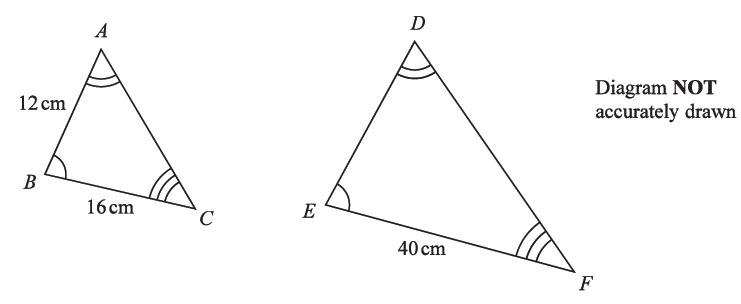 A
12 cm
B
16 cm
C
D
E
40 cm
F
Diagram NOT
accurately drawn